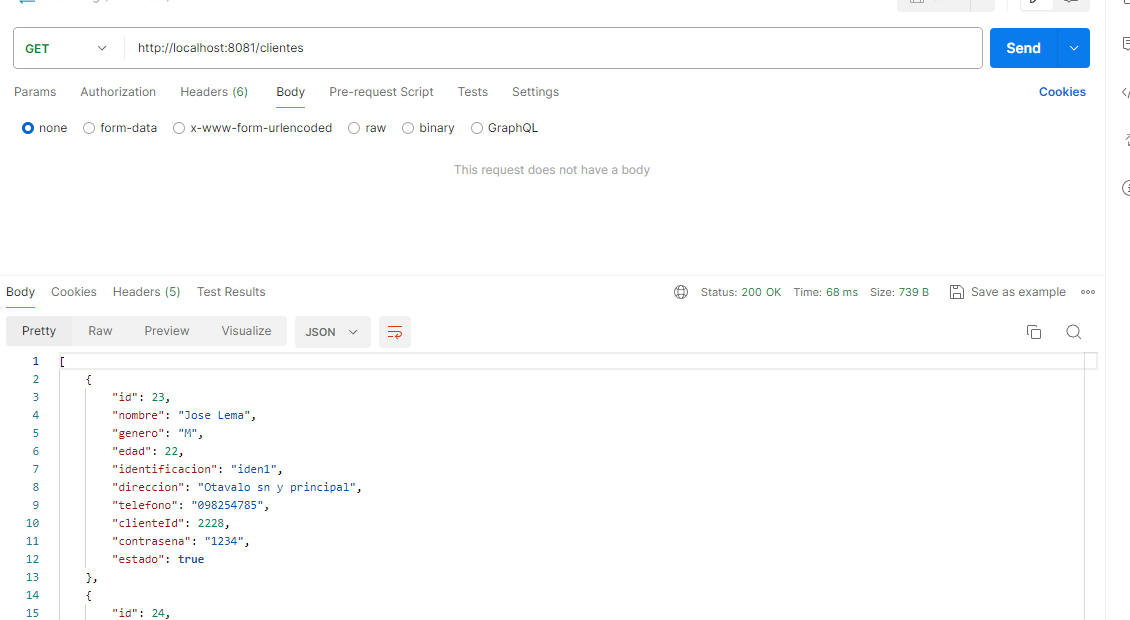 GET http://localhost:8081/clientes Send
Params Authorization Headers (6) Body Pre-request Script Tests Settings Cookies
none form-data x-www-form-urlencoded raw binary GraphQL
This request does not have a body
Body Cookies Headers (5) Test Results Status: 200 OK Time: 68 ms Size: 739 B Save as example
Pretty Raw Preview Visualize JSON
1 [
2 {
3 "id": 23,
4 "nombre": "Jose Lema",
5 "genero": "M",
6 "edad": 22,
7 "identificacion": "iden1",
8 "direccion": "Otavalo sn y principal",
9 "telefono": "098254785",
10 "clienteId": 2228,
11 "contrasena": "1234",
12 "estado": true
13 },
14 {
15 "id": 24,